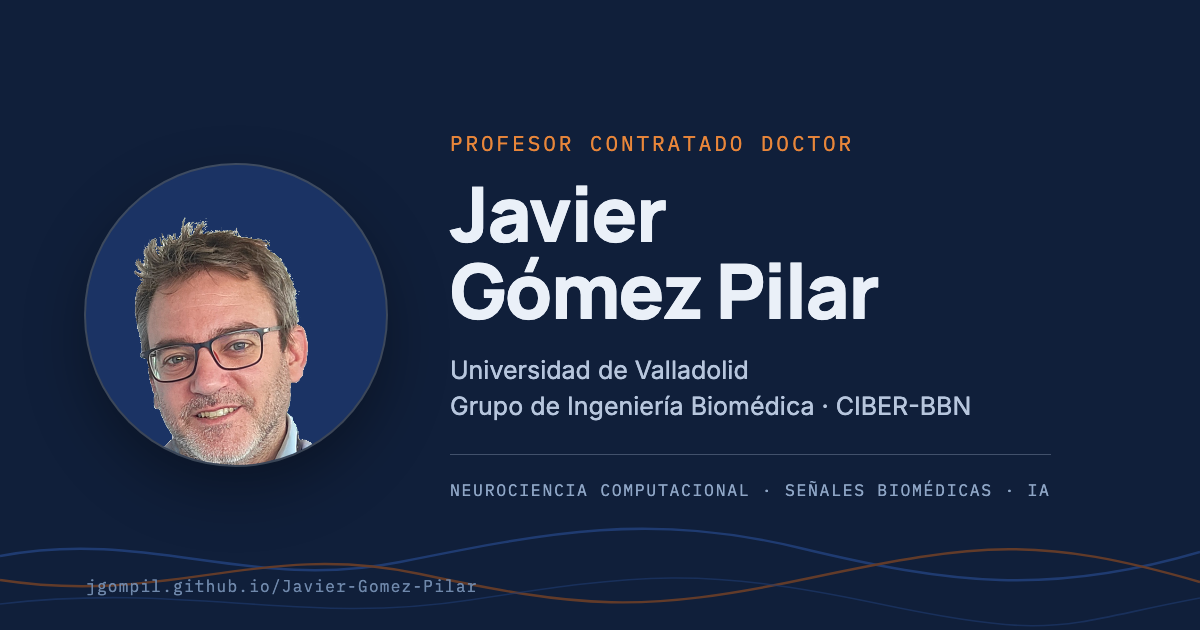 PROFESOR CONTRATADO DOCTOR
Javier
Gómez Pilar
Universidad de Valladolid
Grupo de Ingeniería Biomédica · CIBER-BBN
NEUROCIENCIA COMPUTACIONAL · SEÑALES BIOMÉDICAS · IA
jgompil.github.io/Javier-Gomez-Pilar